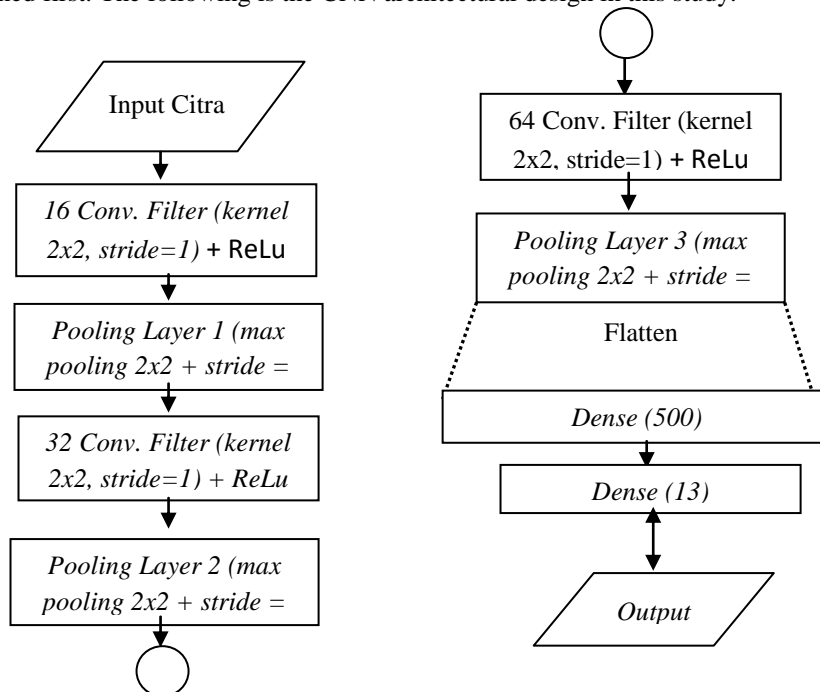 The following is the CNN architectural design in this study.
Input Citra
16 Conv. Filter (kernel
2x2, stride=1) + ReLu
Pooling Layer 1 (max
pooling 2x2 + stride =
32 Conv. Filter (kernel
2x2, stride=1) + ReLu
Pooling Layer 2 (max
pooling 2x2 + stride =
64 Conv. Filter (kernel
2x2, stride=1) + ReLu
Pooling Layer 3 (max
pooling 2x2 + stride =
Flatten
Dense (500)
Dense (13)
Output